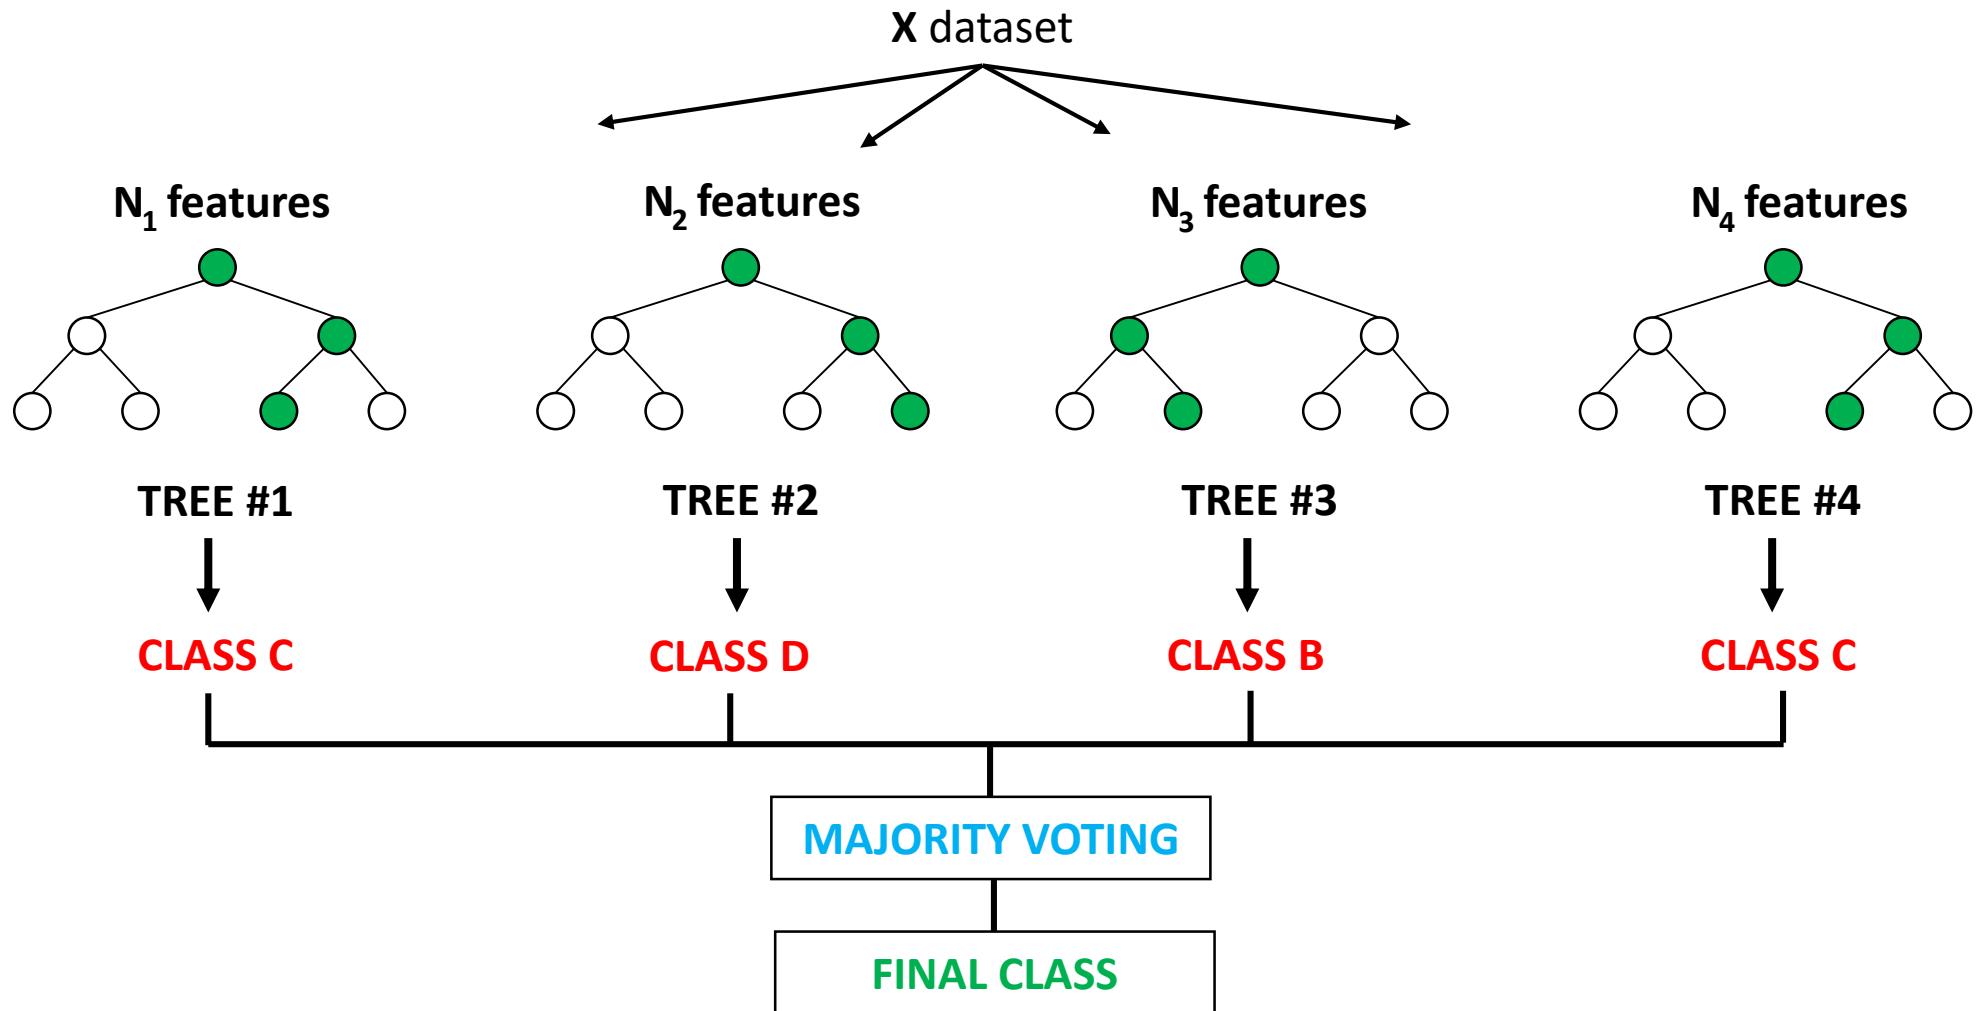 X dataset
N₁ features
N₂ features
N₃ features
N₄ features
TREE #1
TREE #2
TREE #3
TREE #4
CLASS C
CLASS D
CLASS B
CLASS C
MAJORITY VOTING
FINAL CLASS